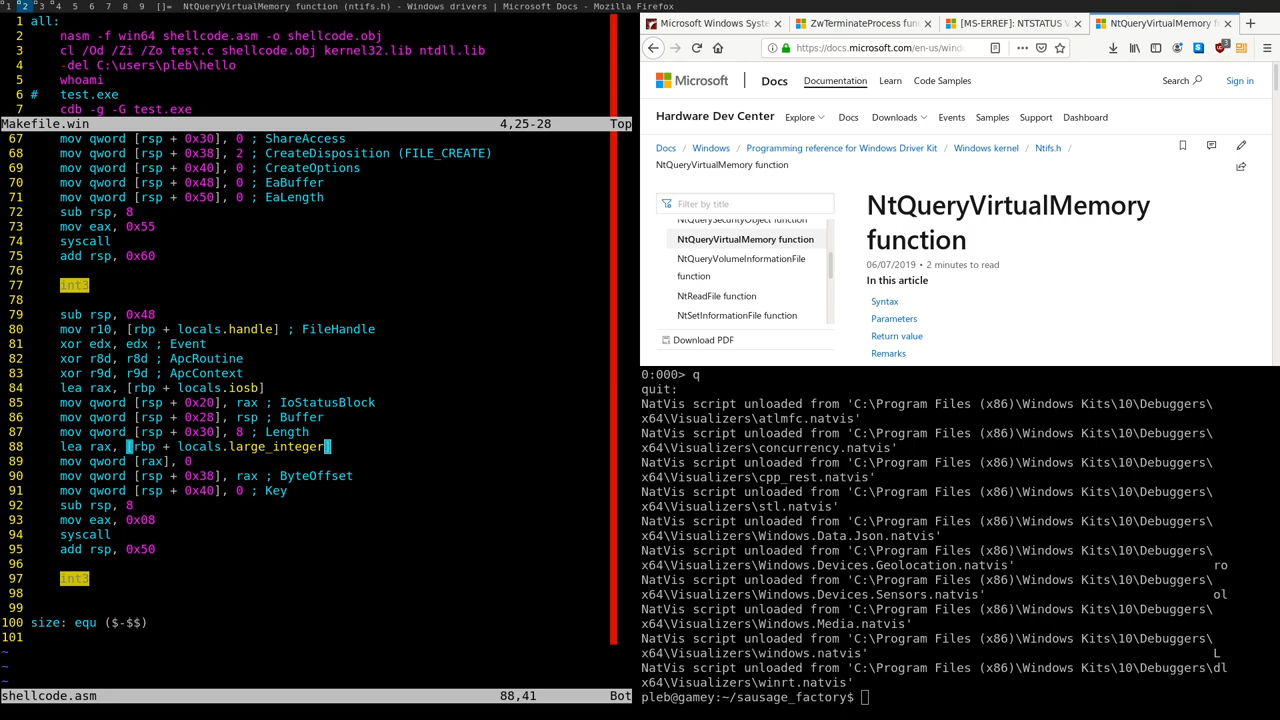 1 2 3 4 5 6 7 8 9 []= NtQueryVirtualMemory function (ntifs.h) - Windows drivers | Microsoft Docs - Mozilla Firefox
1 all:
2 nasm -f win64 shellcode.asm -o shellcode.obj
3 cl /Od /Zi /Zo test.c shellcode.obj kernel32.lib ntdll.lib
4 -del C:\users\pleb\hello
5 whoami
6 # test.exe
7 cdb -g -G test.exe
Makefile.win 4,25-28 Top
67 mov qword [rsp + 0x30], 0 ; ShareAccess
68 mov qword [rsp + 0x38], 2 ; CreateDisposition (FILE_CREATE)
69 mov qword [rsp + 0x40], 0 ; CreateOptions
70 mov qword [rsp + 0x48], 0 ; EaBuffer
71 mov qword [rsp + 0x50], 0 ; EaLength
72 sub rsp, 8
73 mov eax, 0x55
74 syscall
75 add rsp, 0x60
76
77 int3
78
79 sub rsp, 0x48
80 mov r10, [rbp + locals.handle] ; FileHandle
81 xor edx, edx ; Event
82 xor r8d, r8d ; ApcRoutine
83 xor r9d, r9d ; ApcContext
84 lea rax, [rbp + locals.iosb]
85 mov qword [rsp + 0x20], rax ; IoStatusBlock
86 mov qword [rsp + 0x28], rsp ; Buffer
87 mov qword [rsp + 0x30], 8 ; Length
88 lea rax, [rbp + locals.large_integer]
89 mov qword [rax], 0
90 mov qword [rsp + 0x38], rax ; ByteOffset
91 mov qword [rsp + 0x40], 0 ; Key
92 sub rsp, 8
93 mov eax, 0x08
94 syscall
95 add rsp, 0x50
96
97 int3
98
99
100 size: equ ($-$$)
101
~
~
~
shellcode.asm 88,41 Bot
Microsoft Windows Syste
ZwTerminateProcess func
[MS-ERREF]: NTSTATUS V
NtQueryVirtualMemory f
https://docs.microsoft.com/en-us/wind
3
Microsoft Docs Documentation Learn Code Samples Search Sign in
Hardware Dev Center Explore Docs Downloads Events Samples Support Dashboard
Docs / Windows / Programming reference for Windows Driver Kit / Windows kernel / Ntifs.h /
NtQueryVirtualMemory function
Filter by title
NtQuerySecurityObject function
NtQueryVirtualMemory function
NtQueryVolumeInformationFile
function
NtReadFile function
NtSetInformationFile function
Download PDF
NtQueryVirtualMemory
function
06/07/2019 • 2 minutes to read
In this article
Syntax
Parameters
Return value
Remarks
0:000> q
quit:
NatVis script unloaded from 'C:\Program Files (x86)\Windows Kits\10\Debuggers\
x64\Visualizers\atlmfc.natvis'
NatVis script unloaded from 'C:\Program Files (x86)\Windows Kits\10\Debuggers\
x64\Visualizers\concurrency.natvis'
NatVis script unloaded from 'C:\Program Files (x86)\Windows Kits\10\Debuggers\
x64\Visualizers\cpp_rest.natvis'
NatVis script unloaded from 'C:\Program Files (x86)\Windows Kits\10\Debuggers\
x64\Visualizers\stl.natvis'
NatVis script unloaded from 'C:\Program Files (x86)\Windows Kits\10\Debuggers\
x64\Visualizers\Windows.Data.Json.natvis'
NatVis script unloaded from 'C:\Program Files (x86)\Windows Kits\10\Debuggers\
x64\Visualizers\Windows.Devices.Geolocation.natvis' ro
NatVis script unloaded from 'C:\Program Files (x86)\Windows Kits\10\Debuggers\
x64\Visualizers\Windows.Devices.Sensors.natvis' ol
NatVis script unloaded from 'C:\Program Files (x86)\Windows Kits\10\Debuggers\
x64\Visualizers\Windows.Media.natvis'
NatVis script unloaded from 'C:\Program Files (x86)\Windows Kits\10\Debuggers\
x64\Visualizers\windows.natvis' L
NatVis script unloaded from 'C:\Program Files (x86)\Windows Kits\10\Debuggers\dl
x64\Visualizers\winrt.natvis'
pleb@gamey:~/sausage_factory$